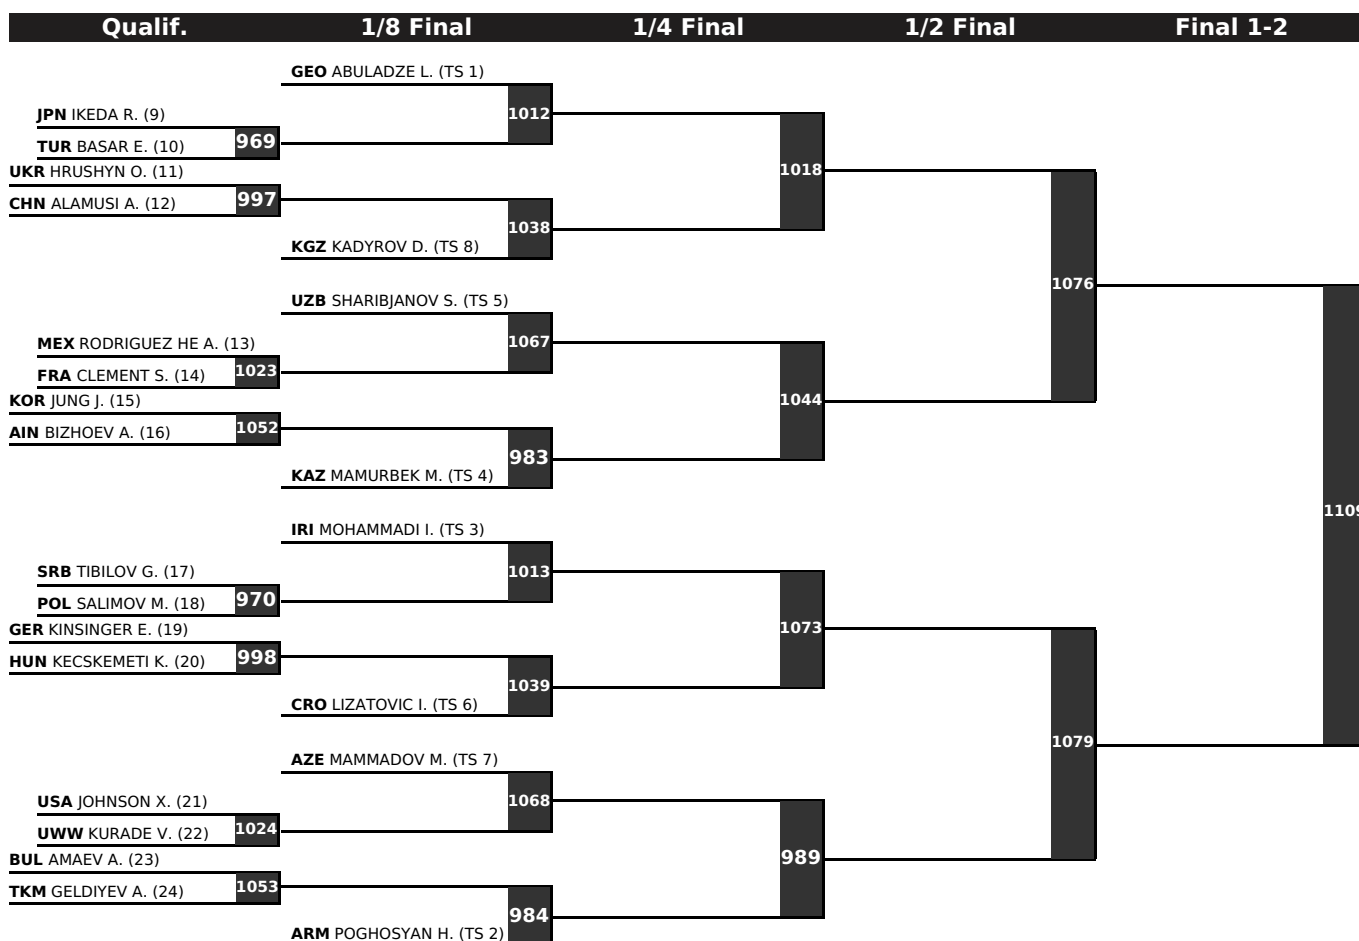 Qualif. 1/8 Final 1/4 Final 1/2 Final Final 1-2
GEO ABULADZE L. (TS 1)
1012
JPN IKEDA R. (9)
969
TUR BASAR E. (10)
UKR HRUSHYN O. (11)
1018
997
CHN ALAMUSI A. (12)
1038
KGZ KADYROV D. (TS 8)
1076
UZB SHARIBJANOV S. (TS 5)
1067
MEX RODRIGUEZ HE A. (13)
1023
FRA CLEMENT S. (14)
KOR JUNG J. (15)
1044
1052
AIN BIZHOEV A. (16)
983
KAZ MAMURBEK M. (TS 4)
1109
IRI MOHAMMADI I. (TS 3)
1013
SRB TIBILOV G. (17)
970
POL SALIMOV M. (18)
GER KINSINGER E. (19)
1073
998
HUN KECSKEMETI K. (20)
1039
CRO LIZATOVIC I. (TS 6)
1079
AZE MAMMADOV M. (TS 7)
1068
USA JOHNSON X. (21)
1024
UWW KURADE V. (22)
BUL AMAEV A. (23)
989
1053
TKM GELDIYEV A. (24)
984
ARM POGHOSYAN H. (TS 2)